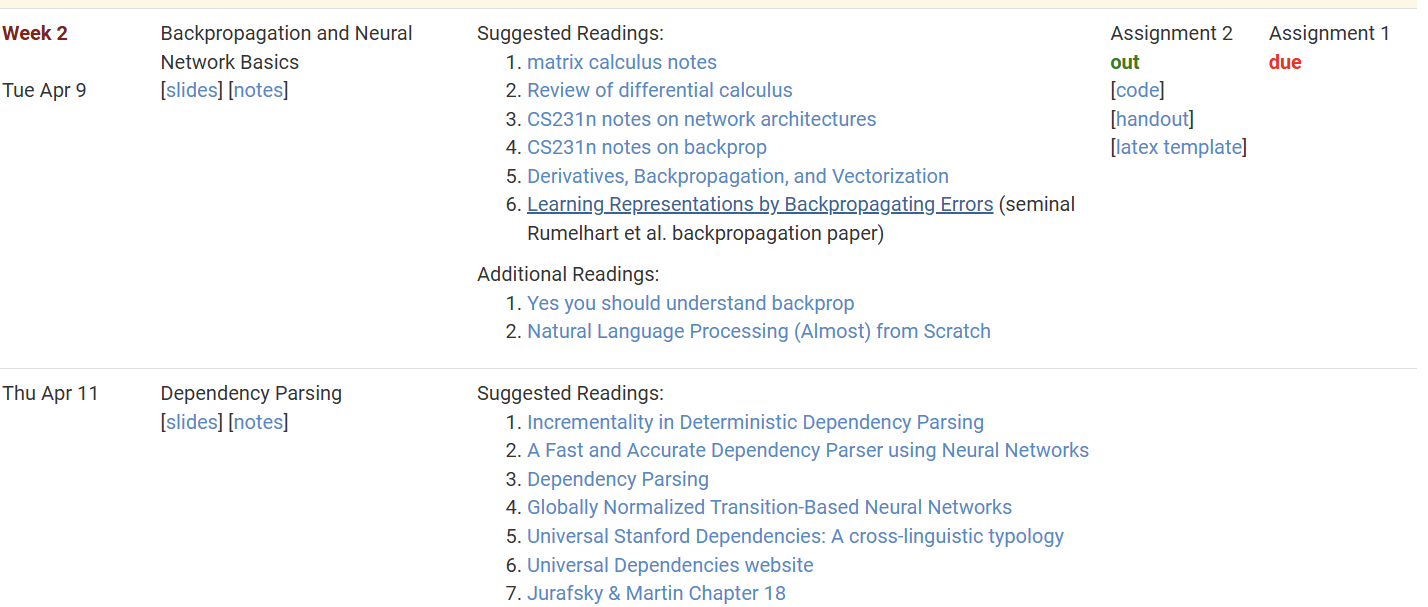 Week 2
Tue Apr 9
Backpropagation and Neural
Network Basics
[slides] [notes]
Suggested Readings:
1. matrix calculus notes
2. Review of differential calculus
3. CS231n notes on network architectures
4. CS231n notes on backprop
5. Derivatives, Backpropagation, and Vectorization
6. Learning Representations by Backpropagating Errors (seminal
Rumelhart et al. backpropagation paper)
Additional Readings:
1. Yes you should understand backprop
2. Natural Language Processing (Almost) from Scratch
Assignment 2
out
[code]
[handout]
[latex template]
Assignment 1
due
Thu Apr 11
Dependency Parsing
[slides] [notes]
Suggested Readings:
1. Incrementality in Deterministic Dependency Parsing
2. A Fast and Accurate Dependency Parser using Neural Networks
3. Dependency Parsing
4. Globally Normalized Transition-Based Neural Networks
5. Universal Stanford Dependencies: A cross-linguistic typology
6. Universal Dependencies website
7. Jurafsky & Martin Chapter 18